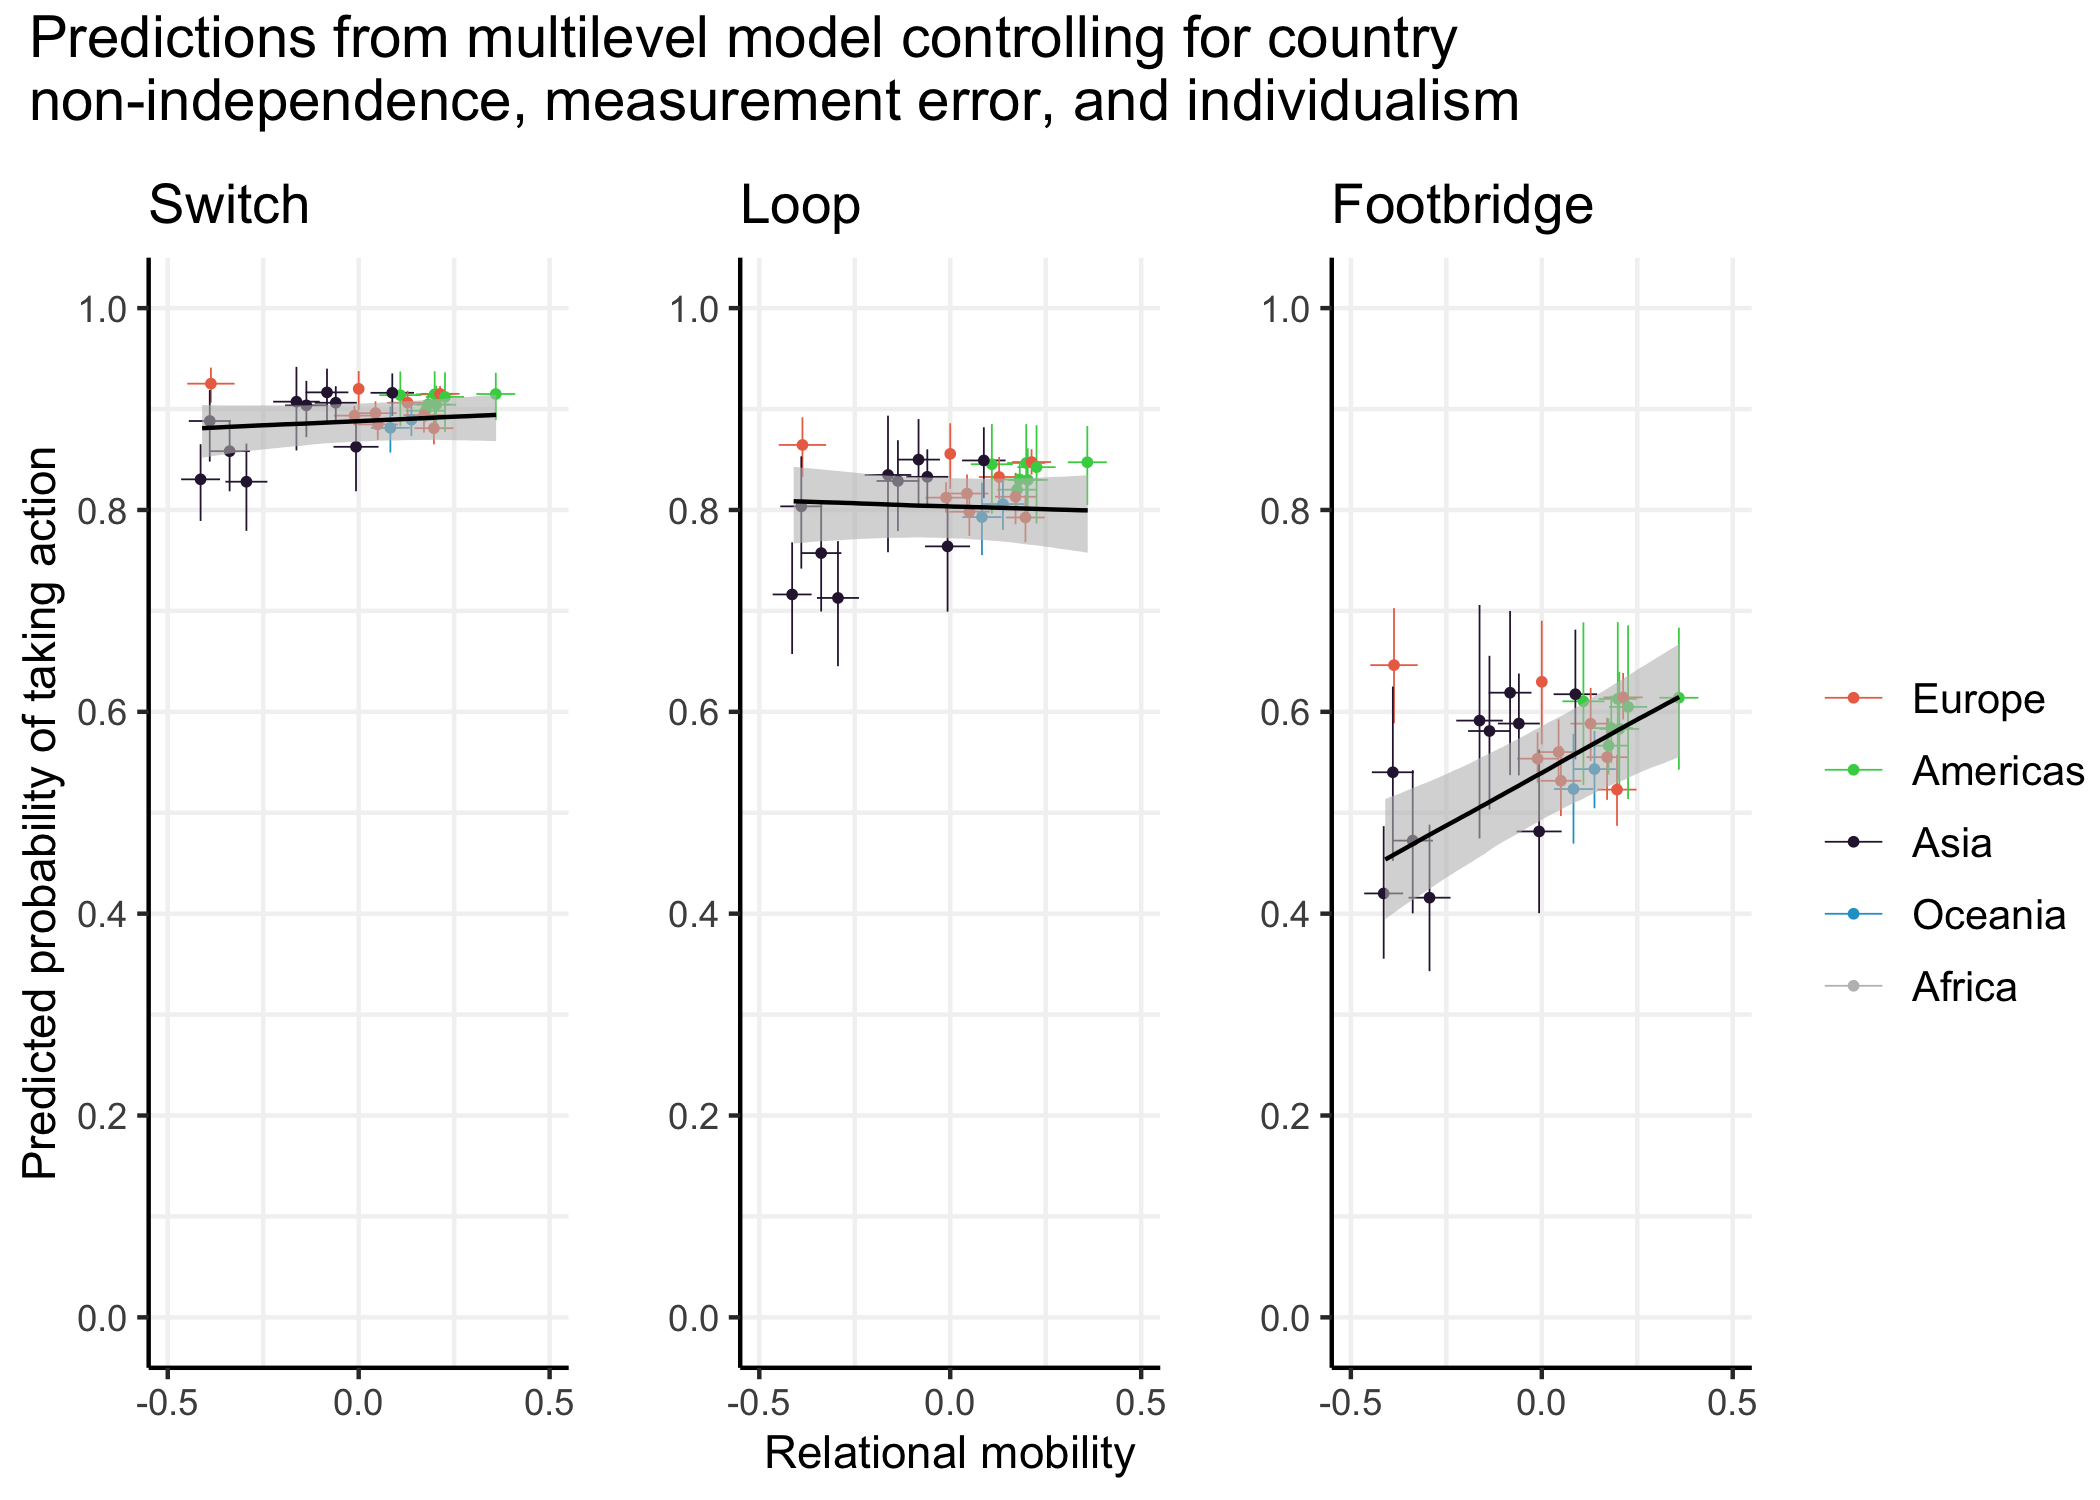 Predictions from multilevel model controlling for country
non-independence, measurement error, and individualism
Switch
Loop
Footbridge
Predicted probability of taking action
1.0
0.8
0.6
0.4
0.2
0.0
-0.5 0.0 0.5
1.0
0.8
0.6
0.4
0.2
0.0
-0.5 0.0 0.5
1.0
0.8
0.6
0.4
0.2
0.0
-0.5 0.0 0.5
Relational mobility
Europe
Americas
Asia
Oceania
Africa